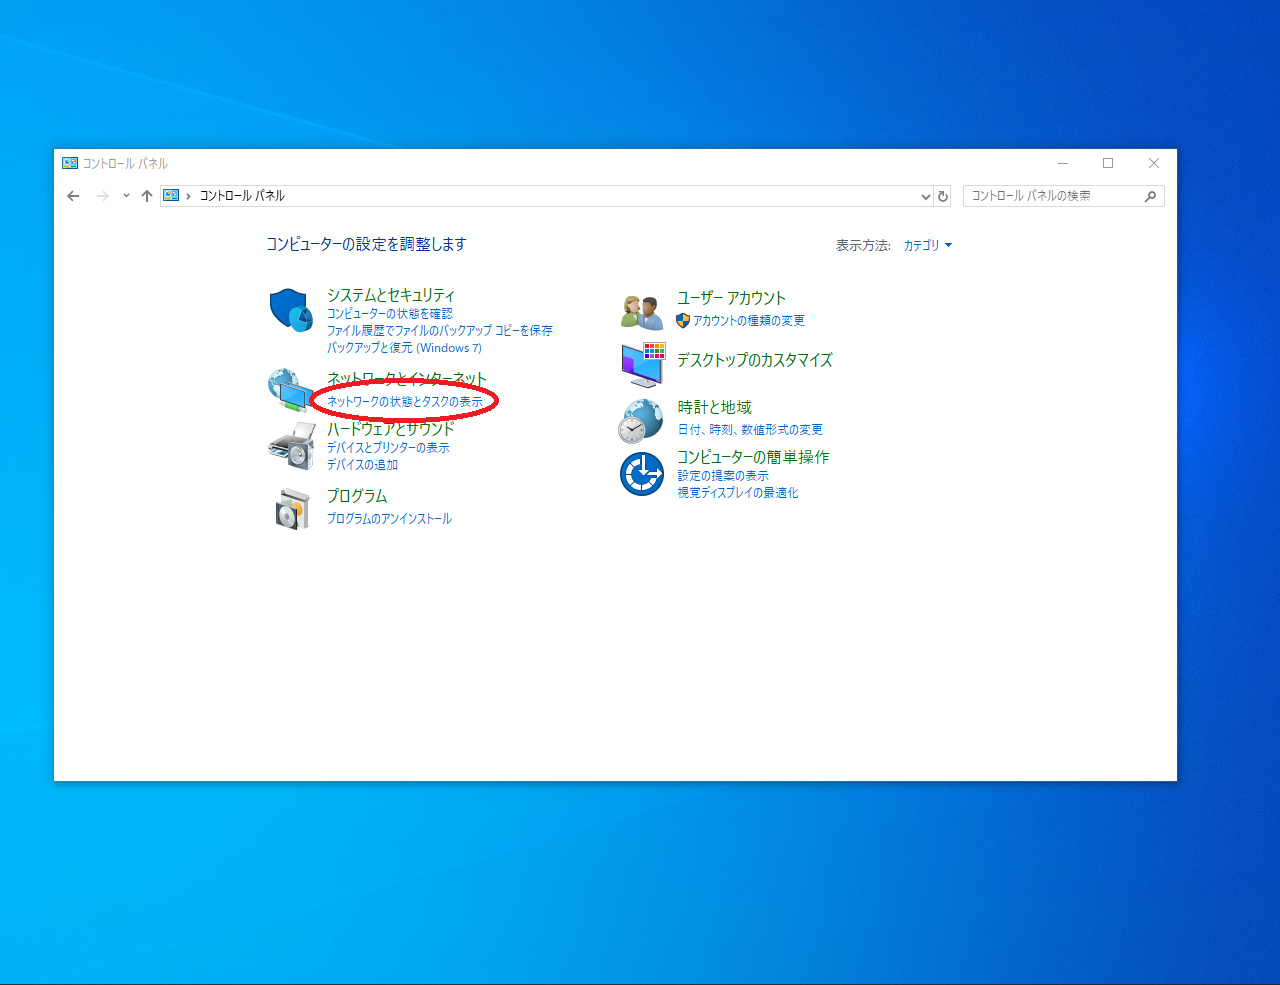 コントロール パネル
コントロール パネル
コントロール パネルの検索
コンピューターの設定を調整します
表示方法: カテゴリ
システムとセキュリティ
コンピューターの状態を確認
ファイル履歴でファイルのバックアップ コピーを保存
バックアップと復元 (Windows 7)
ネットワークとインターネット
ネットワークの状態とタスクの表示
ハードウェアとサウンド
デバイスとプリンターの表示
デバイスの追加
プログラム
プログラムのアンインストール
ユーザー アカウント
アカウントの種類の変更
デスクトップのカスタマイズ
時計と地域
日付、時刻、数値形式の変更
コンピューターの簡単操作
設定の提案の表示
視覚ディスプレイの最適化